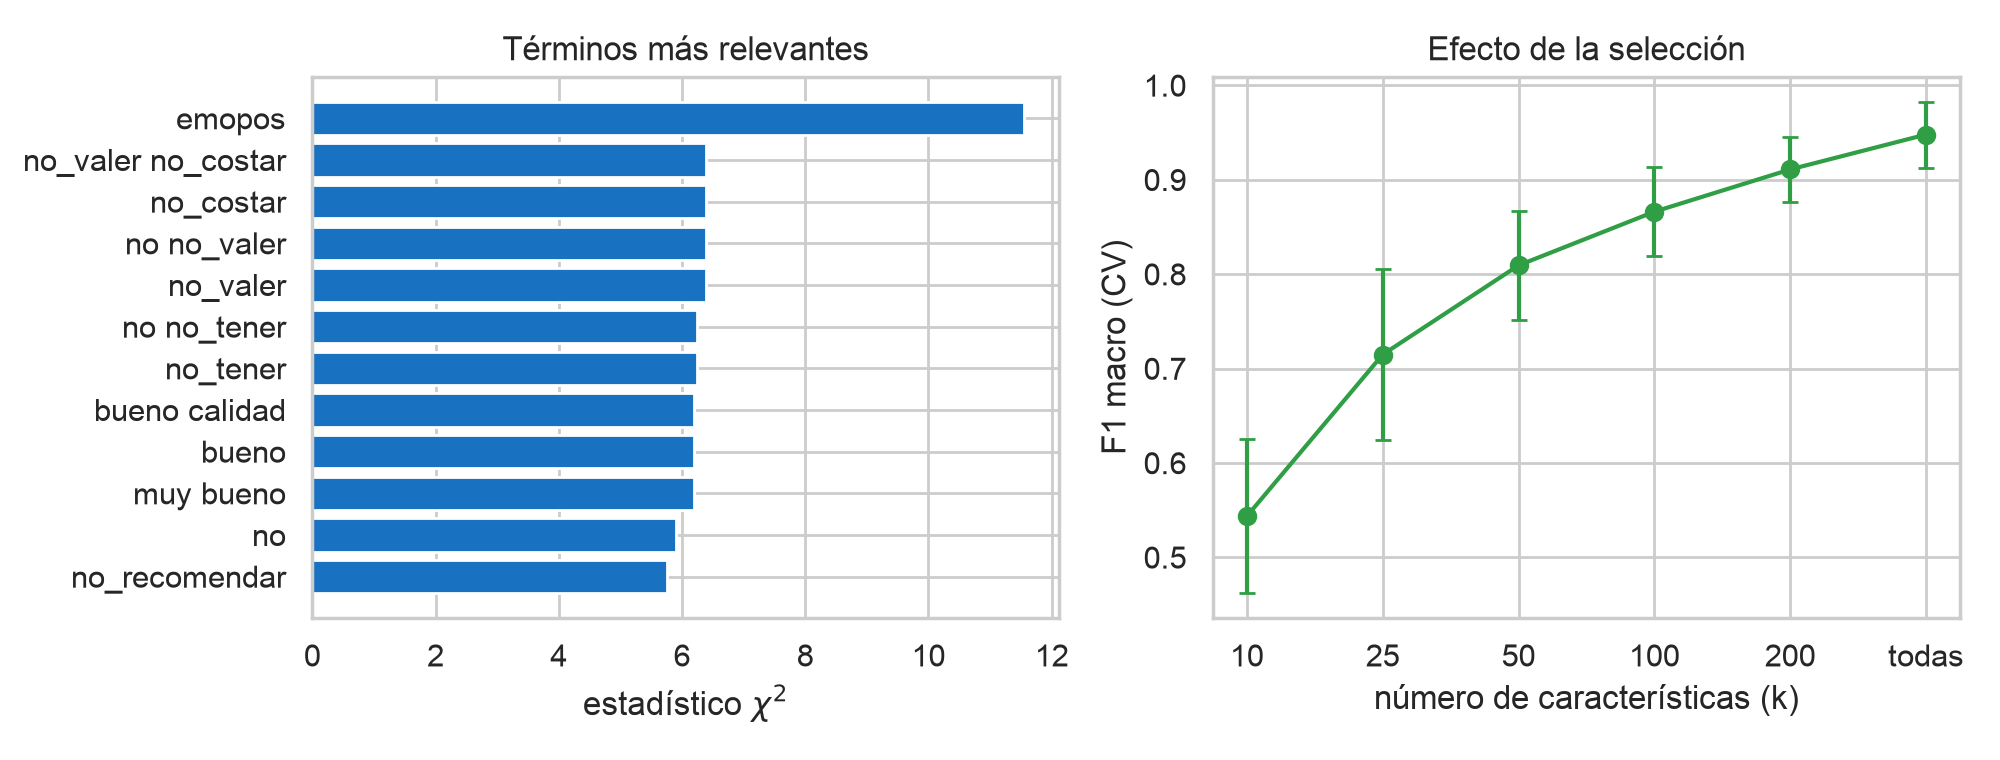 Términos más relevantes
emopos
no_valer no_costar
no_costar
no no_valer
no_valer
no no_tener
no_tener
bueno calidad
bueno
muy bueno
no
no_recomendar
0 2 4 6 8 10 12
estadístico χ²
Efecto de la selección
1.0
0.9
0.8
0.7
0.6
0.5
F1 macro (CV)
10 25 50 100 200 todas
número de características (k)